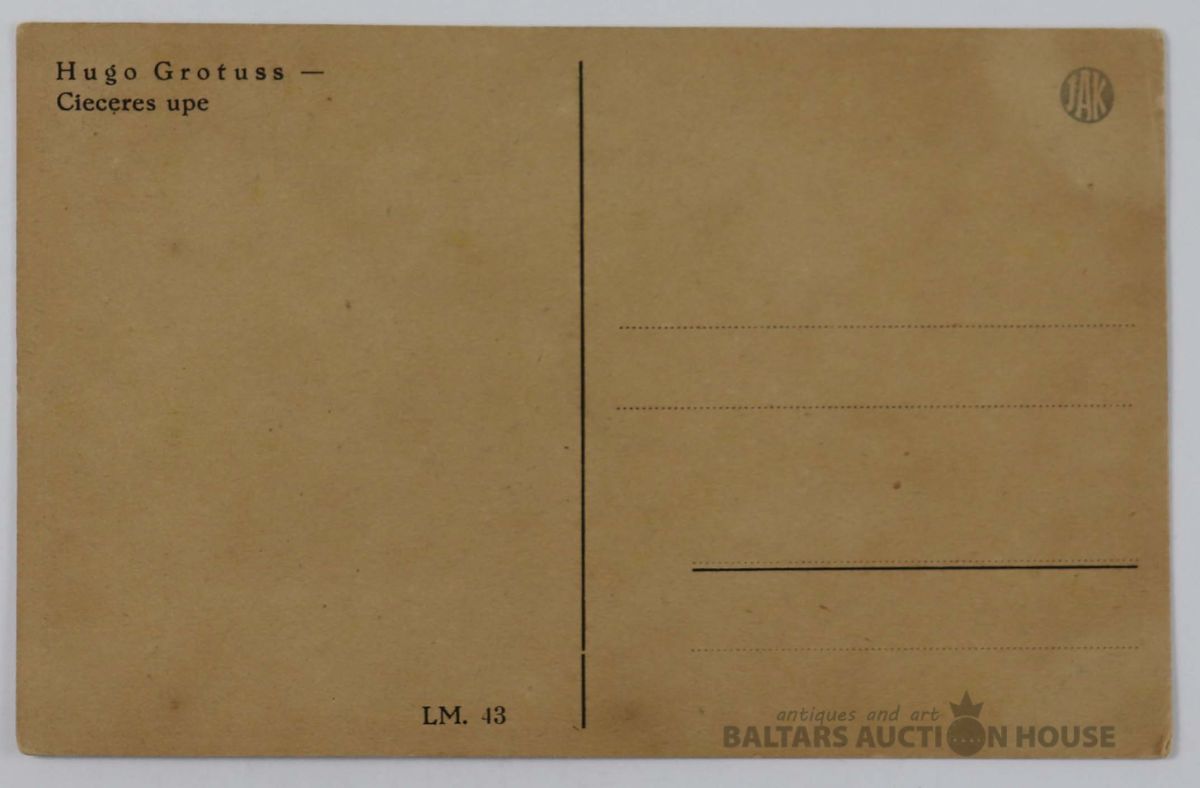 Hugo Grotuss —
Cieceres upe
JAK
LM. 43
antiques and art
BALTARS AUCTION HOUSE